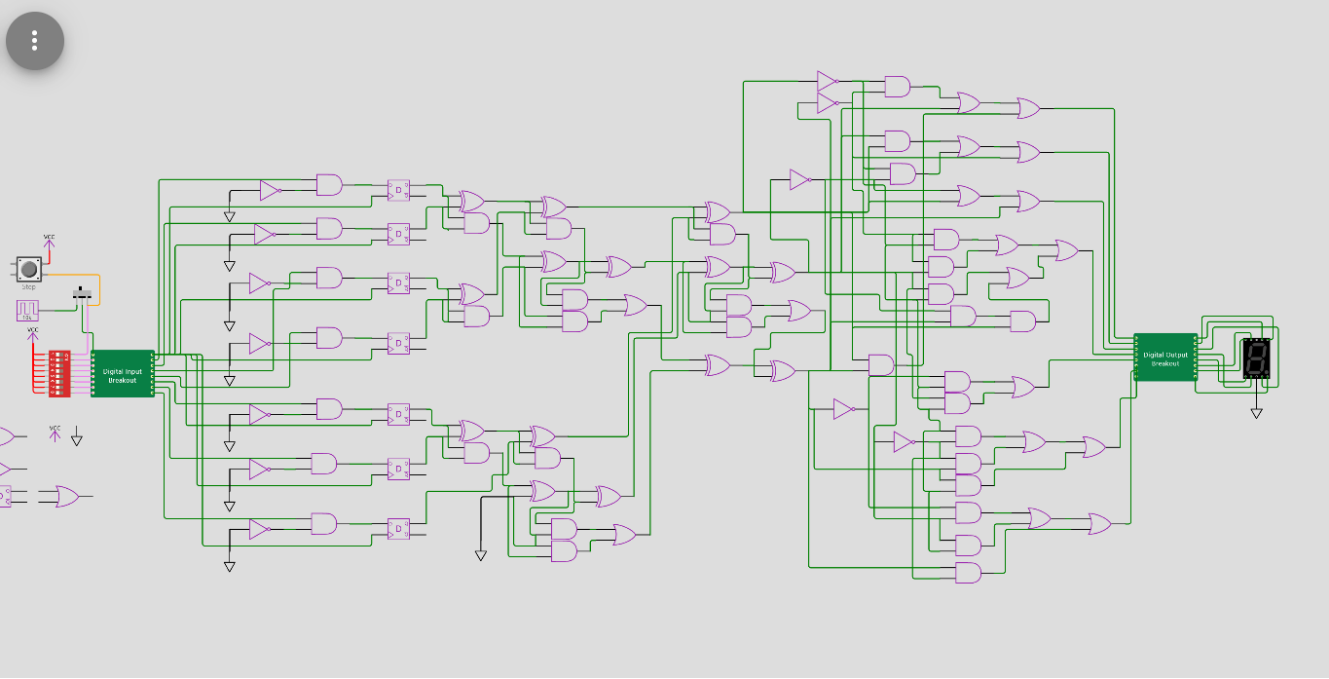 VCC
Stop
VCC
Digital Input
Breakout
VCC
D
D
D
D
D
D
D
Digital Output
Breakout